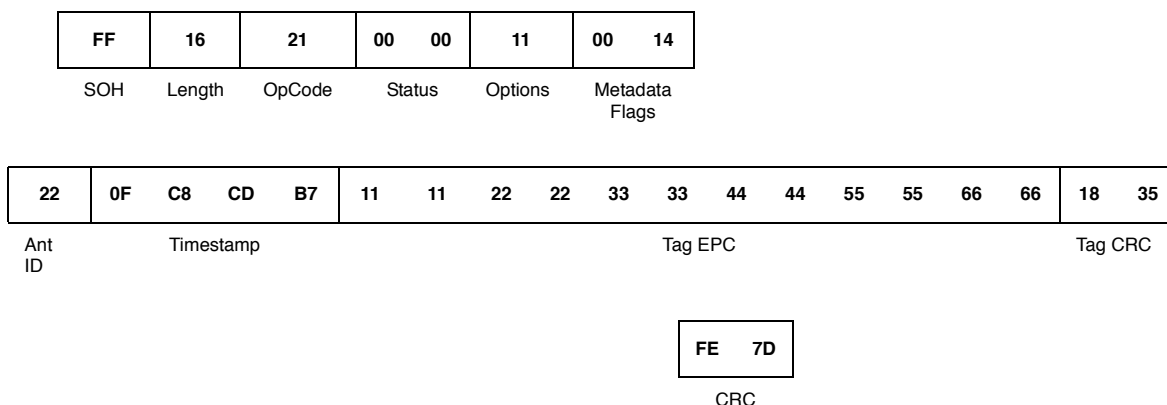 FF 16 21 00 00 11 00 14
SOH Length OpCode Status Options Metadata
Flags
22 0F C8 CD B7 11 11 22 22 33 33 44 44 55 55 66 66 18 35
Ant Timestamp Tag EPC Tag CRC
ID
FE 7D
CRC